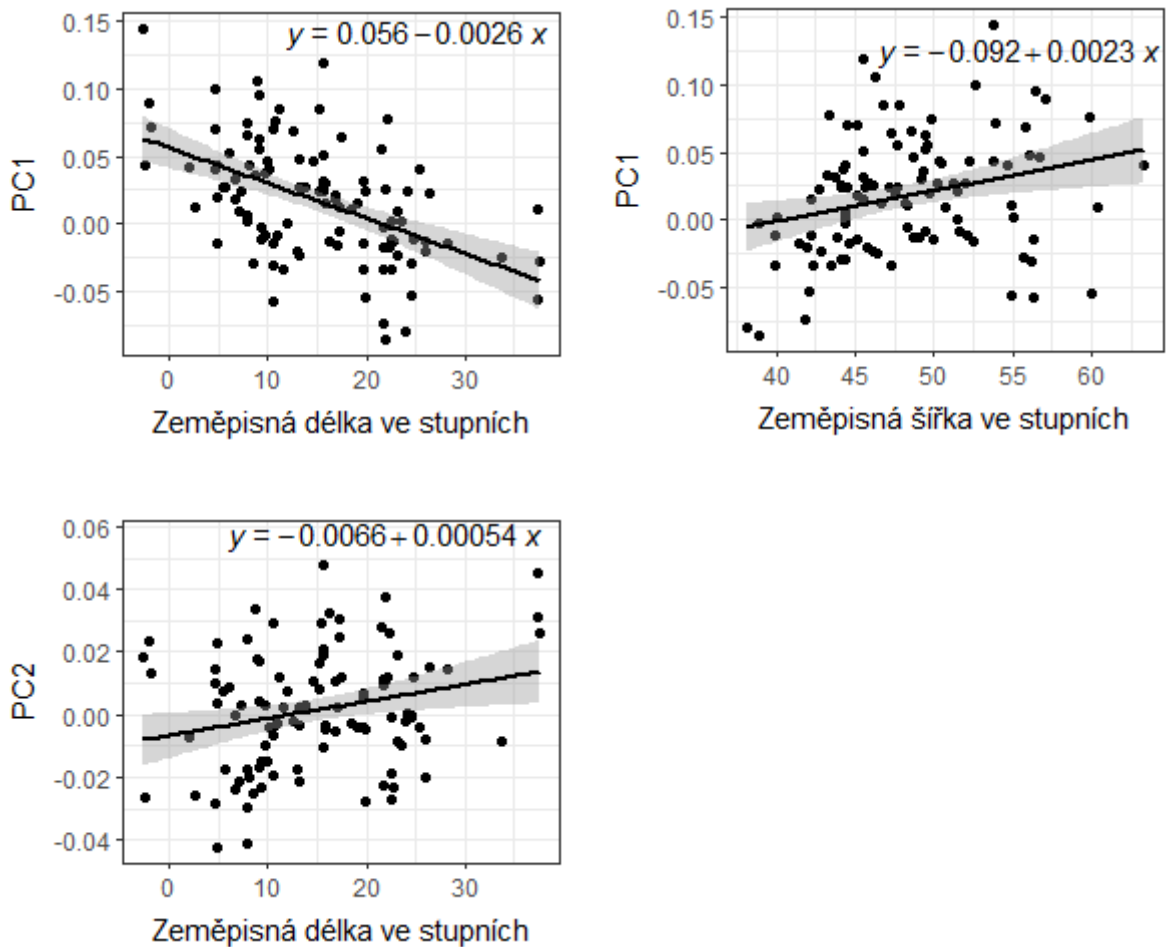 y = 0.056 − 0.0026 x
0.15
0.10
0.05
0.00
-0.05
PC1
0 10 20 30
Zeměpisná délka ve stupních
y = −0.092 + 0.0023 x
0.15
0.10
0.05
0.00
-0.05
PC1
40 45 50 55 60
Zeměpisná šířka ve stupních
y = −0.0066 + 0.00054 x
0.06
0.04
0.02
0.00
-0.02
-0.04
PC2
0 10 20 30
Zeměpisná délka ve stupních